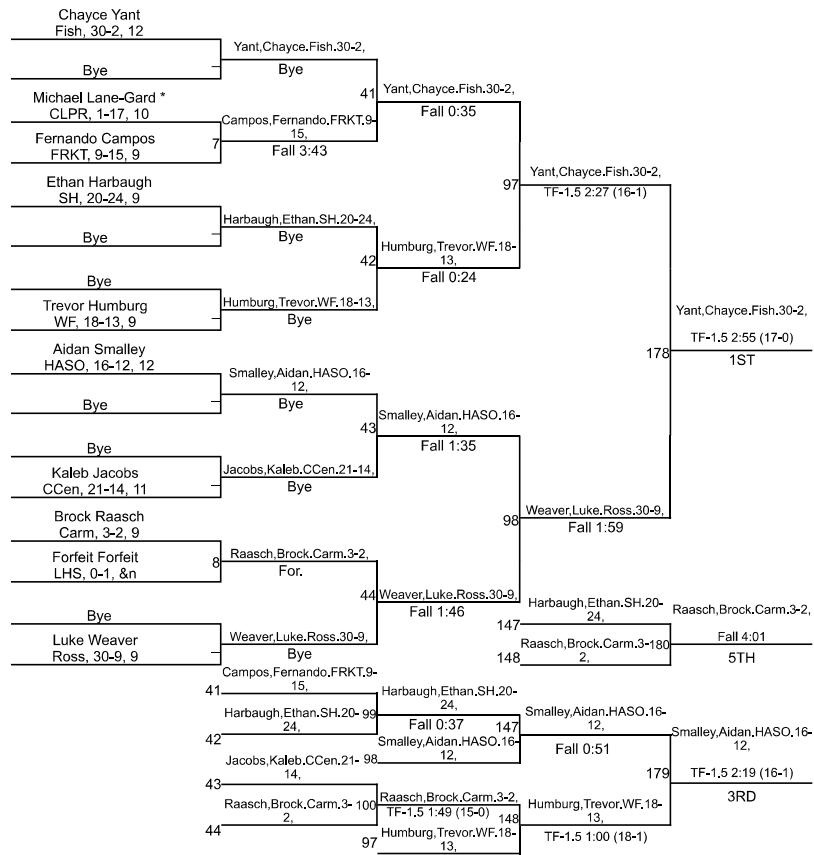 Chayce Yant
Fish, 30-2, 12
Yant,Chayce.Fish.30-2,
Bye
Bye
41
Yant,Chayce.Fish.30-2,
Michael Lane-Gard *
CLPR, 1-17, 10
Campos,Fernando.FRKT.9-
15,
Fall 0:35
7
Fernando Campos
FRKT, 9-15, 9
Fall 3:43
Yant,Chayce.Fish.30-2,
97
TF-1.5 2:27 (16-1)
Ethan Harbaugh
SH, 20-24, 9
Harbaugh,Ethan.SH.20-24,
Bye
Bye
42
Humburg,Trevor.WF.18-
13,
Fall 0:24
Bye
Humburg,Trevor.WF.18-13,
Trevor Humburg
WF, 18-13, 9
Bye
Yant,Chayce.Fish.30-2,
TF-1.5 2:55 (17-0)
178
1ST
Aidan Smalley
HASO, 16-12, 12
Smalley,Aidan.HASO.16-
12,
Bye
Bye
43
Smalley,Aidan.HASO.16-
12,
Fall 1:35
Bye
Jacobs,Kaleb.CCen.21-14,
Kaleb Jacobs
CCen, 21-14, 11
Bye
98
Weaver,Luke.Ross.30-9,
Fall 1:59
Brock Raasch
Carm, 3-2, 9
8
Raasch,Brock.Carm.3-2,
Forfeit Forfeit
LHS, 0-1, &n
For.
44
Weaver,Luke.Ross.30-9,
Fall 1:46
Bye
Weaver,Luke.Ross.30-9,
Luke Weaver
Ross, 30-9, 9
Bye
147
Harbaugh,Ethan.SH.20-
24,
Raasch,Brock.Carm.3-2,
148
Raasch,Brock.Carm.3-
2,
180
Fall 4:01
5TH
41
Campos,Fernando.FRKT.9-
15,
Harbaugh,Ethan.SH.20-
24,
42
Harbaugh,Ethan.SH.20-
24,
99
Fall 0:37
147
Smalley,Aidan.HASO.16-
12,
98
Smalley,Aidan.HASO.16-
12,
Fall 0:51
Smalley,Aidan.HASO.16-
12,
43
Jacobs,Kaleb.CCen.21-
14,
179
TF-1.5 2:19 (16-1)
3RD
44
Raasch,Brock.Carm.3-
2,
100
Raasch,Brock.Carm.3-2,
TF-1.5 1:49 (15-0)
148
Humburg,Trevor.WF.18-
13,
97
Humburg,Trevor.WF.18-
13,
TF-1.5 1:00 (18-1)